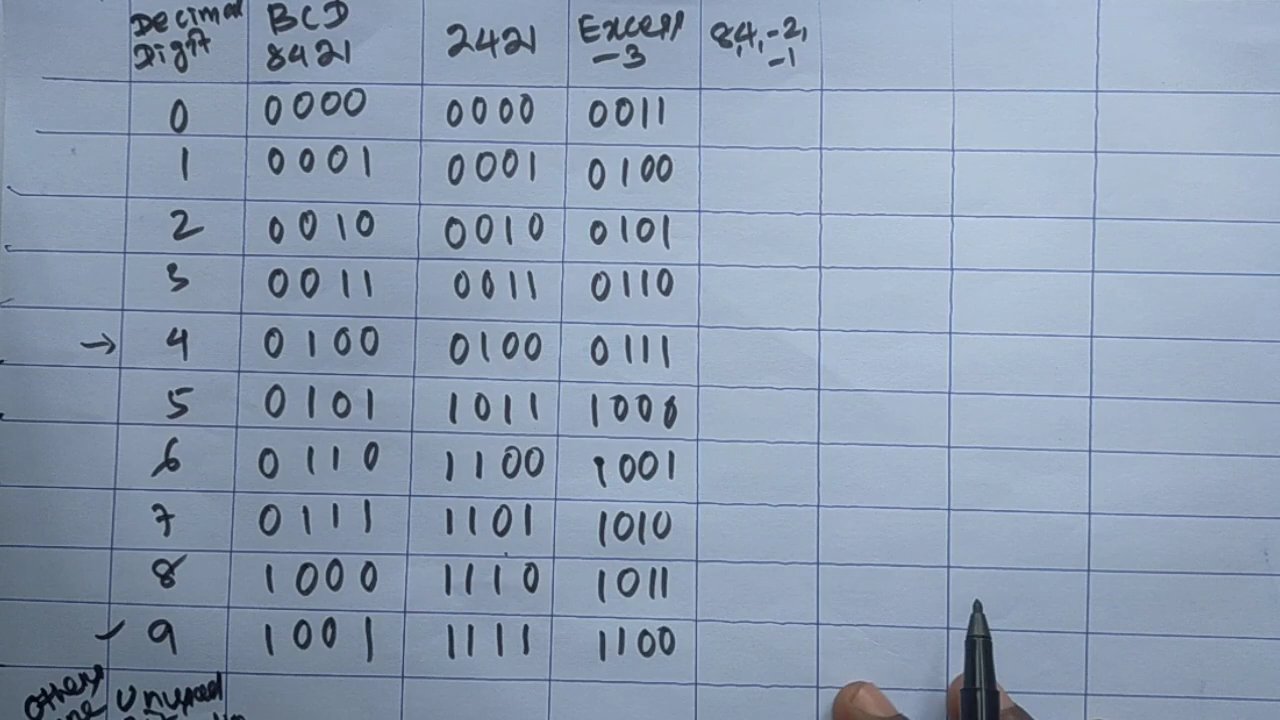 Decimal Digit BCD 8421 2421 Excess -3 8,4,-2, -1
0 0000 0000 0011
1 0001 0001 0100
2 0010 0010 0101
3 0011 0011 0110
→ 4 0100 0100 0111
5 0101 1011 1000
6 0110 1100 1001
7 0111 1101 1010
8 1000 1110 1011
9 1001 1111 1100
Others Unused